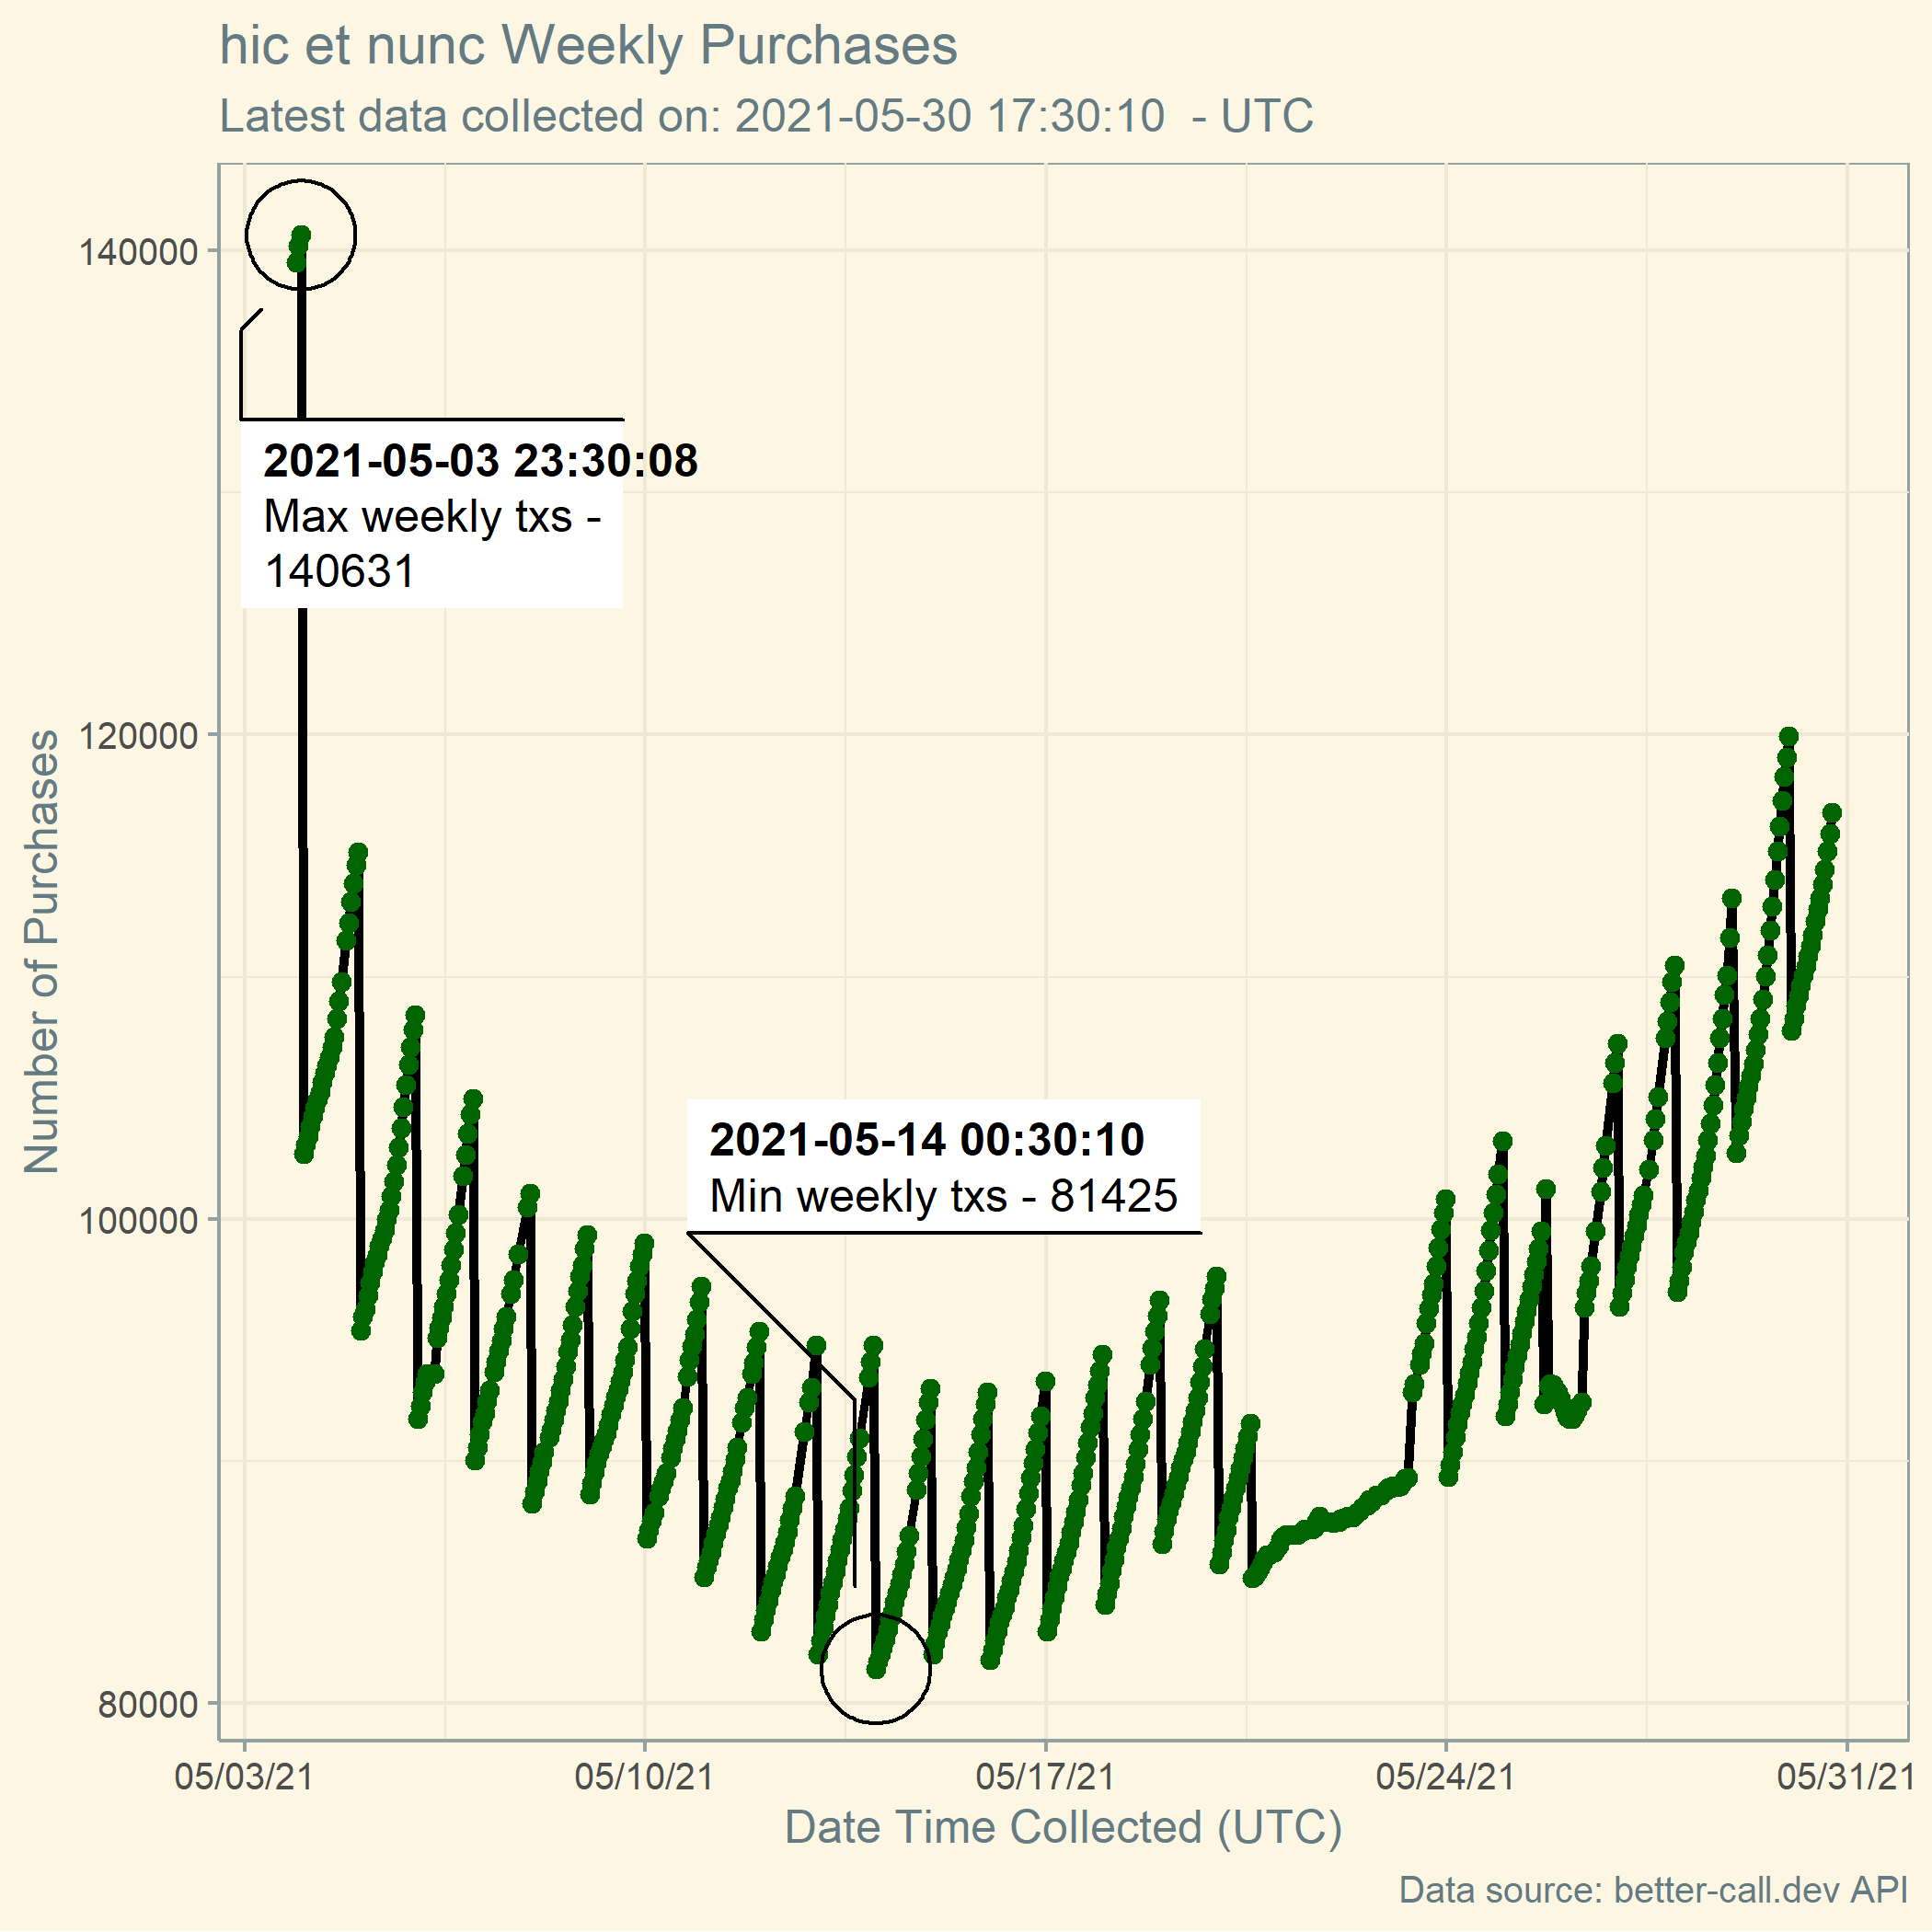 hic et nunc Weekly Purchases
Latest data collected on: 2021-05-30 17:30:10  - UTC
Number of Purchases
140000
120000
100000
80000
2021-05-03 23:30:08
Max weekly txs -
140631
2021-05-14 00:30:10
Min weekly txs - 81425
05/03/21
05/10/21
05/17/21
05/24/21
05/31/21
Date Time Collected (UTC)
Data source: better-call.dev API